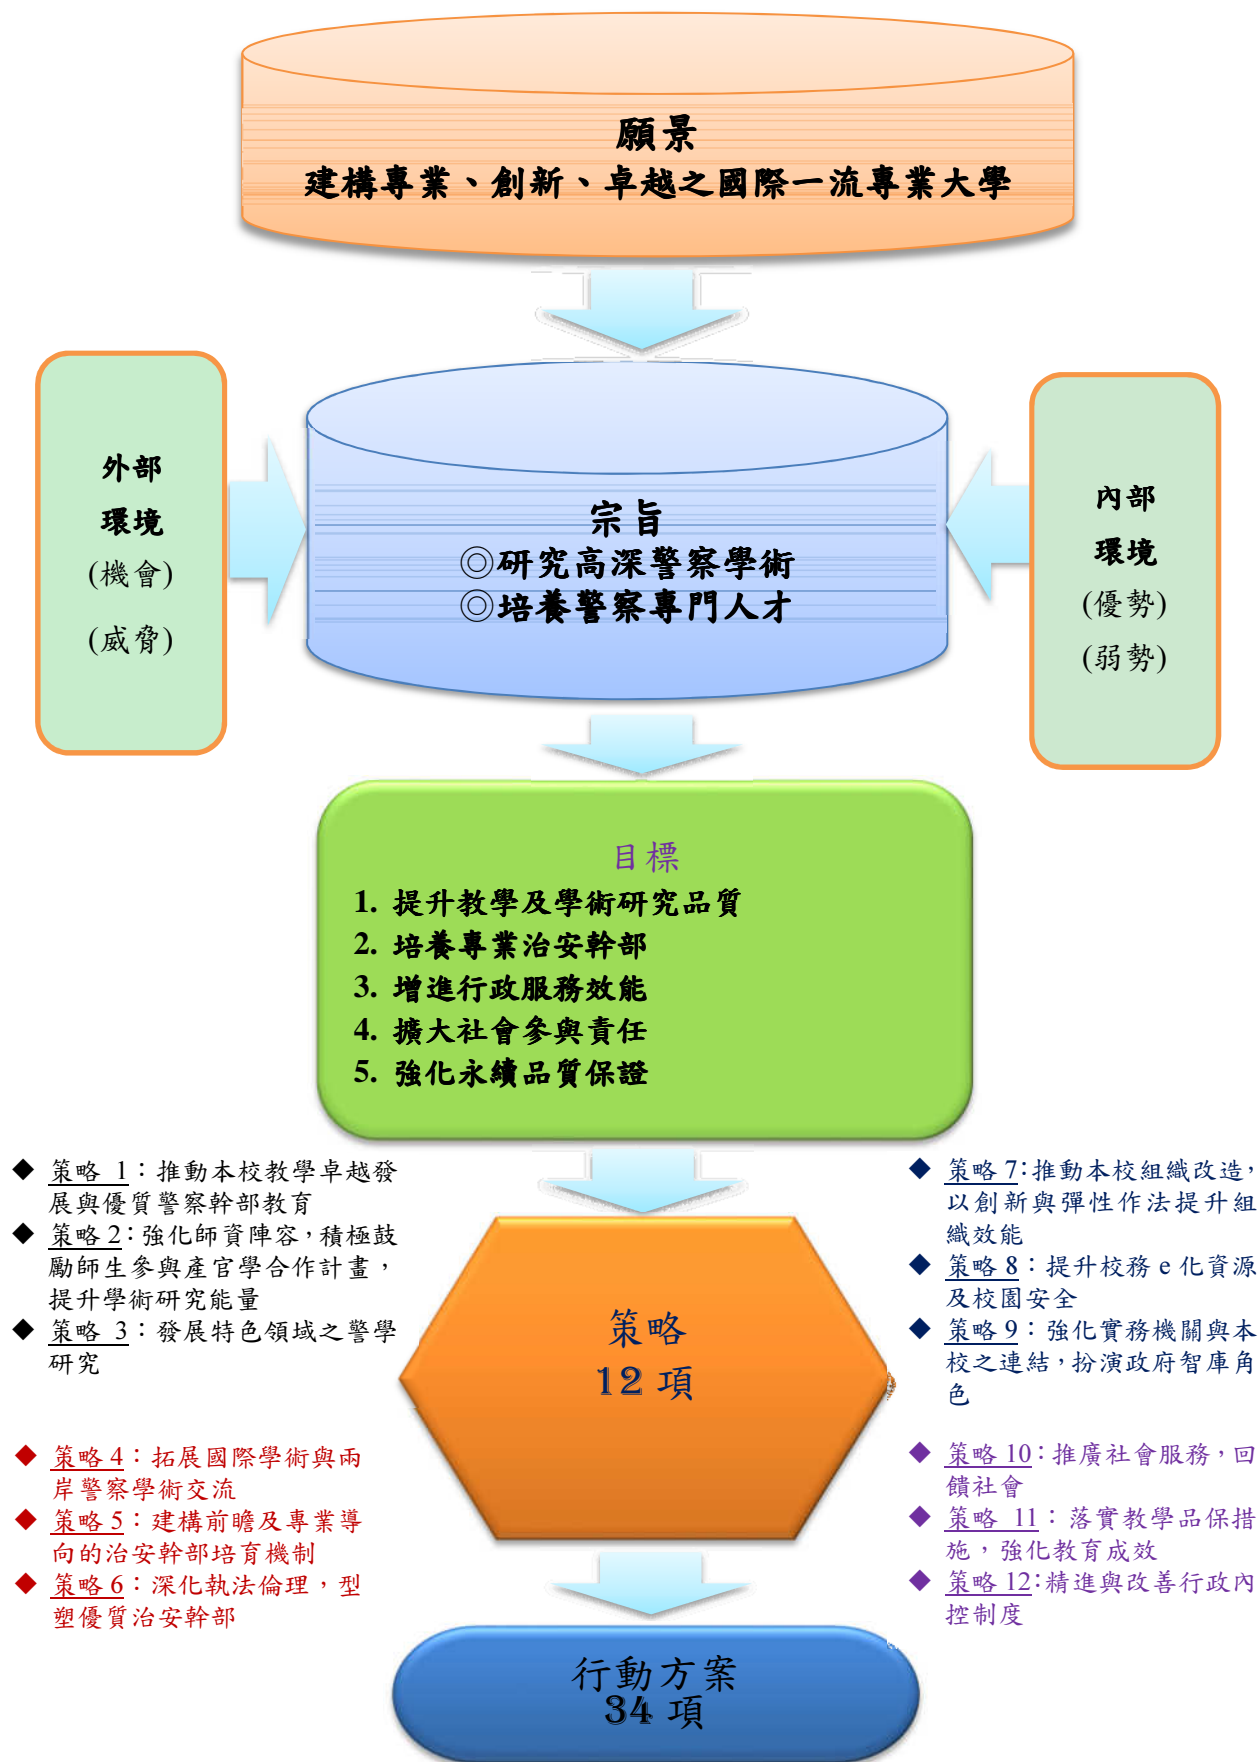 願景
建構專業、創新、卓越之國際一流專業大學
外部
環境
(機會)
(威脅)
宗旨
◎研究高深警察學術
◎培養警察專門人才
內部
環境
(優勢)
(弱勢)
目標
1. 提升教學及學術研究品質
2. 培養專業治安幹部
3. 增進行政服務效能
4. 擴大社會參與責任
5. 強化永續品質保證
◆ 策略 1：推動本校教學卓越發
展與優質警察幹部教育
◆ 策略 2：強化師資陣容，積極鼓
勵師生參與產官學合作計畫，
提升學術研究能量
◆ 策略 3：發展特色領域之警學
研究
◆ 策略 4：拓展國際學術與兩
岸警察學術交流
◆ 策略 5：建構前瞻及專業導
向的治安幹部培育機制
◆ 策略 6：深化執法倫理，型
塑優質治安幹部
策略
12 項
◆ 策略 7：推動本校組織改造，
以創新與彈性作法提升組
織效能
◆ 策略 8：提升校務 e 化資源
及校園安全
◆ 策略 9：強化實務機關與本
校之連結，扮演政府智庫角
色
◆ 策略 10：推廣社會服務，回
饋社會
◆ 策略 11：落實教學品保措
施，強化教育成效
◆ 策略 12：精進與改善行政內
控制度
行動方案
34 項